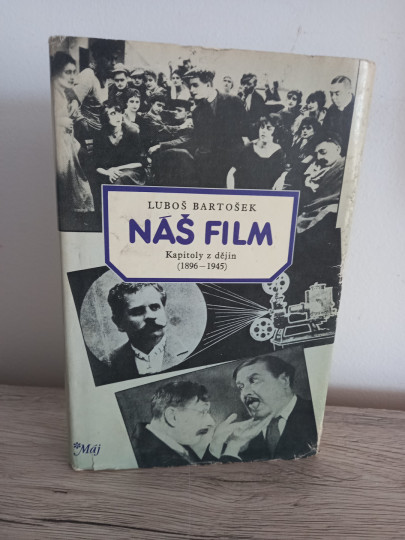 LUBOŠ BARTOŠEK
NÁŠ FILM
Kapitoly z dějin
(1896–1945)
*Máj